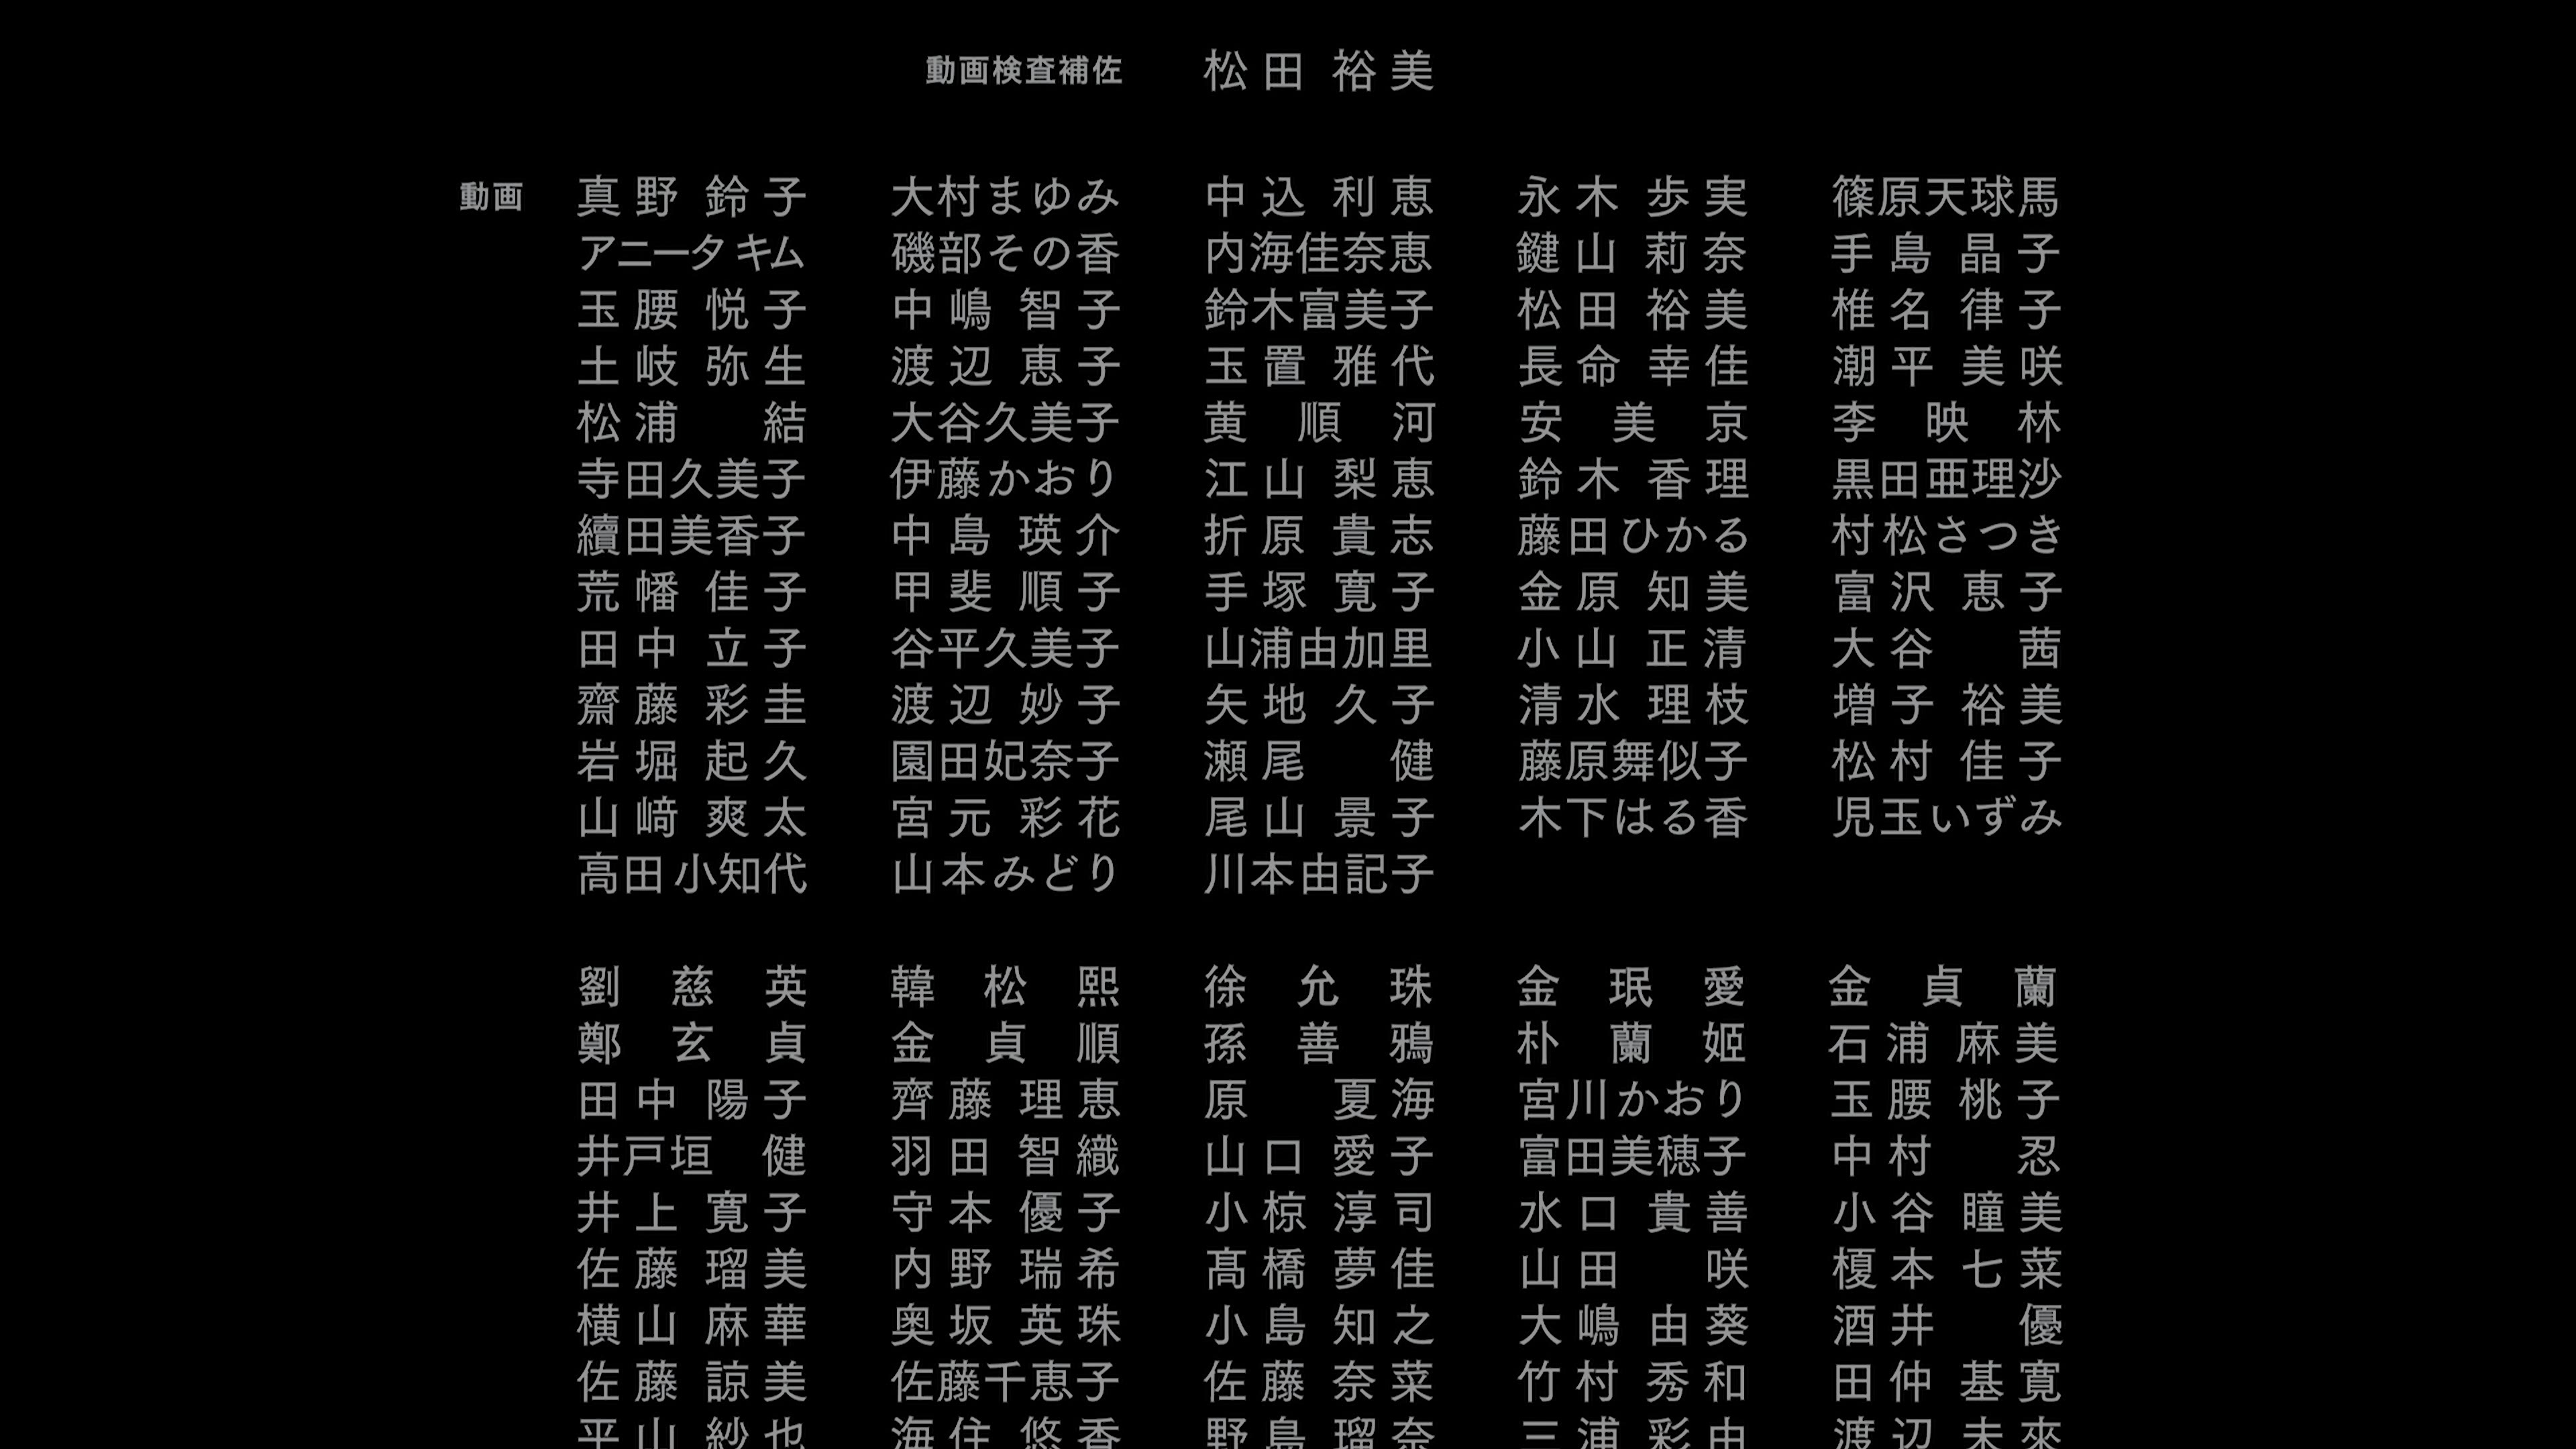 動画検査補佐 松田 裕美
動画 真野 鈴子 大村まゆみ 中込 利恵 永木 歩実 篠原天球馬
アニータ キム 磯部その香 内海佳奈恵 鍵山 莉奈 手島 晶子
玉腰 悦子 中嶋 智子 鈴木富美子 松田 裕美 椎名 律子
土岐 弥生 渡辺 恵子 玉置 雅代 長命 幸佳 潮平 美咲
松浦 結 大谷久美子 黄 順河 安 美京 李 映林
寺田久美子 伊藤かおり 江山 梨恵 鈴木 香理 黒田亜理沙
續田美香子 中島 瑛介 折原 貴志 藤田ひかる 村松さつき
荒幡 佳子 甲斐 順子 手塚 寛子 金原 知美 富沢 恵子
田中 立子 谷平久美子 山浦由加里 小山 正清 大谷 茜
齋藤 彩圭 渡辺 妙子 矢地 久子 清水 理枝 増子 裕美
岩堀 起久 園田妃奈子 瀬尾 健 藤原舞似子 松村 佳子
山﨑 爽太 宮元 彩花 尾山 景子 木下はる香 児玉いずみ
高田小知代 山本みどり 川本由記子
劉 慈英 韓 松熙 徐 允珠 金 珉愛 金 貞蘭
鄭 玄貞 金 貞順 孫 善鴉 朴 蘭姫 石浦 麻美
田中 陽子 齊藤 理恵 原 夏海 宮川かおり 玉腰 桃子
井戸垣 健 羽田 智織 山口 愛子 富田美穂子 中村 忍
井上 寛子 守本 優子 小椋 淳司 水口 貴善 小谷 瞳美
佐藤 瑠美 内野 瑞希 髙橋 夢佳 山田 咲 榎本 七菜
横山 麻華 奥坂 英珠 小島 知之 大嶋 由葵 酒井 優
佐藤 諒美 佐藤千恵子 佐藤 奈菜 竹村 秀和 田仲 基寛
平山 紗也 海住 悠香 野島 瑠奈 三浦 彩由 渡辺 未來